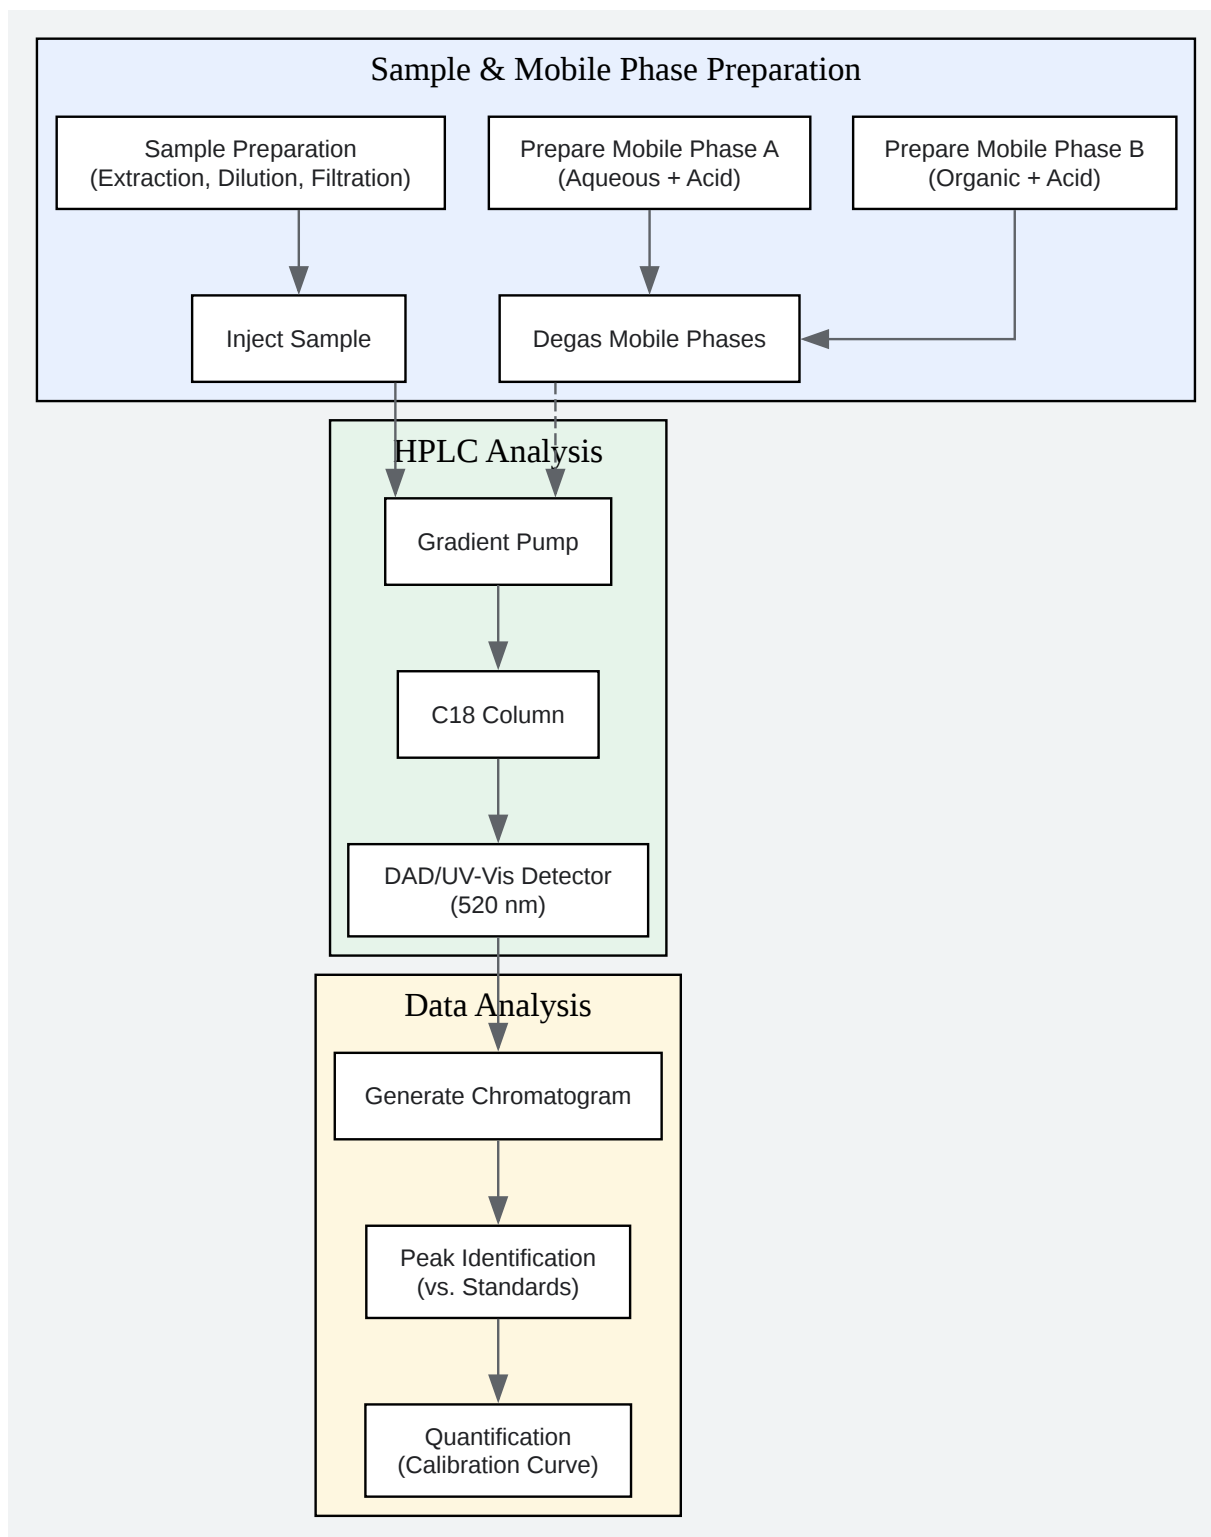 Sample & Mobile Phase Preparation
Sample Preparation
(Extraction, Dilution, Filtration)
Prepare Mobile Phase A
(Aqueous + Acid)
Prepare Mobile Phase B
(Organic + Acid)
Inject Sample
Degas Mobile Phases
HPLC Analysis
Gradient Pump
C18 Column
DAD/UV-Vis Detector
(520 nm)
Data Analysis
Generate Chromatogram
Peak Identification
(vs. Standards)
Quantification
(Calibration Curve)